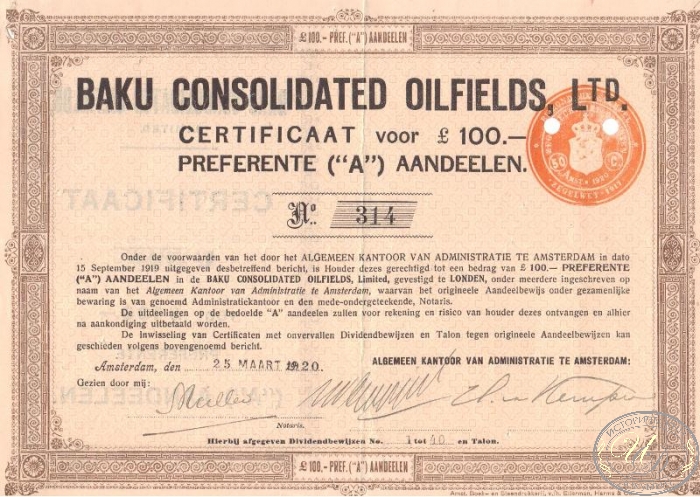 £100.- PREF. ("A") AANDEELEN
BAKU CONSOLIDATED OILFIELDS, LTD.
CERTIFICAAT voor £ 100.—
PREFERENTE ("A") AANDEELEN.
No. 314
Onder de voorwaarden van het door het ALGEMEEN KANTOOR VAN ADMINISTRATIE TE AMSTERDAM in dato
15 September 1919 uitgegeven desbetreffend bericht, is Houder dezes gerechtigd tot een bedrag van £ 100.— PREFERENTE
("A") AANDEELEN in de BAKU CONSOLIDATED OILFIELDS, Limited, gevestigd te LONDEN, onder meerdere ingeschreven op
naam van het Algemeen Kantoor van Administratie te Amsterdam, waarvan het origineele Aandeelbewijs onder gezamenlijke
bewaring is van genoemd Administratiekantoor en den mede-ondergeteekende, Notaris.
De uitdeelingen op de bedoelde "A" aandeelen zullen voor rekening en risico van houder dezes ontvangen en alhier
na aankondiging uitbetaald worden.
De Inwisseling van Certificaten met onvervallen Dividendbewijzen en Talon tegen origineele Aandeelbewijzen kan
geschieden volgens bovengenoemd bericht.
Amsterdam, den 25 MAART 1920.
ALGEMEEN KANTOOR VAN ADMINISTRATIE TE AMSTERDAM:
Gezien door mij:
Notaris.
Hierbij afgegeven Dividendbewijzen No. 1 tot 40 en Talon.
£100.- PREF. ("A") AANDEELEN